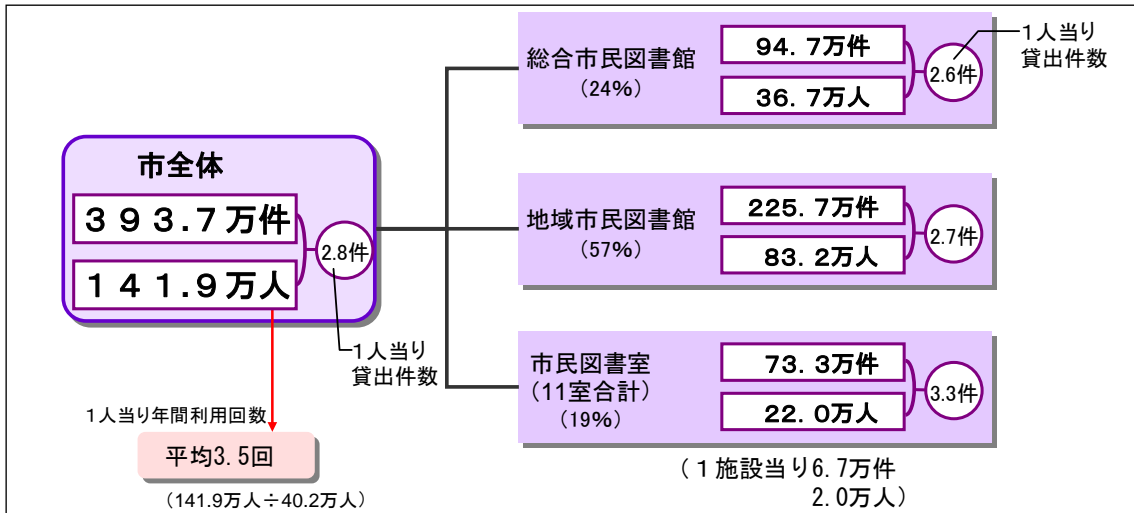 市全体
３９３.７万件
１４１.９万人
2.8件
1人当り
貸出件数
1人当り年間利用回数
平均3.5回
（141.9万人÷40.2万人）
総合市民図書館
（24%）
94.7万件
36.7万人
2.6件
1人当り
貸出件数
地域市民図書館
（57%）
225.7万件
83.2万人
2.7件
市民図書室
（11室合計）
（19%）
73.3万件
22.0万人
3.3件
（１施設当り6.7万件
2.0万人）